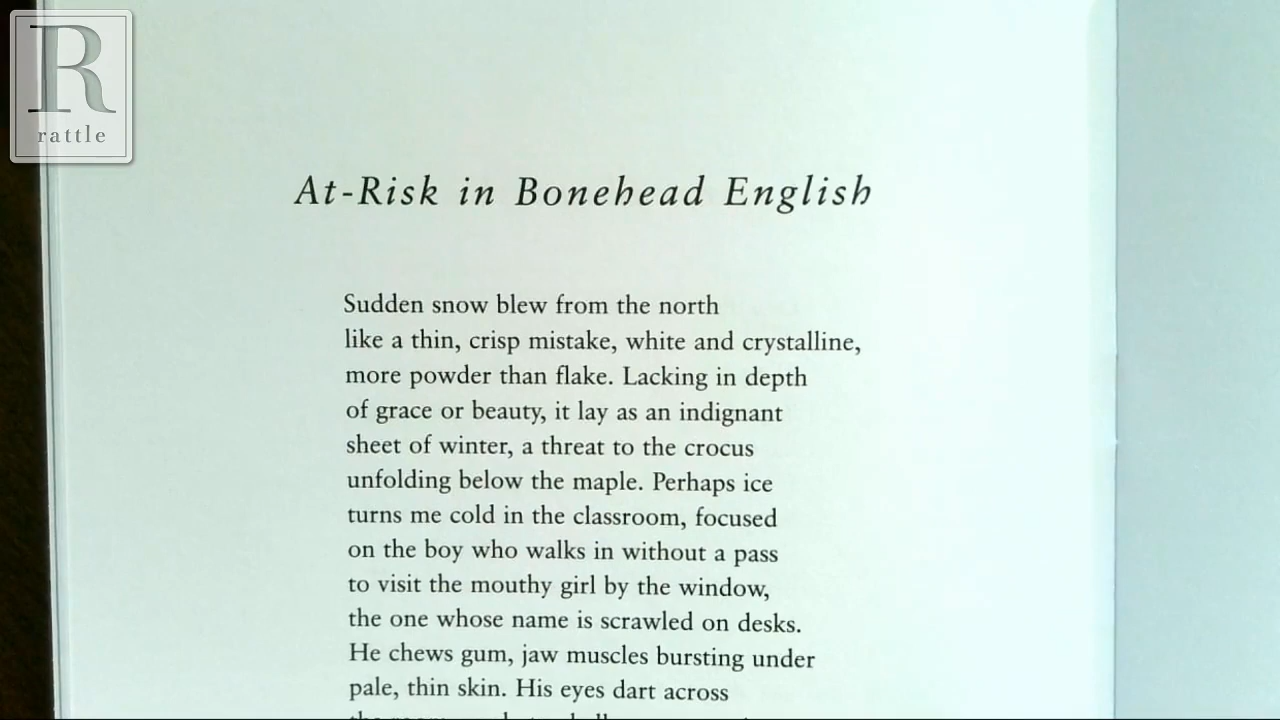 R
rattle
At-Risk in Bonehead English
Sudden snow blew from the north
like a thin, crisp mistake, white and crystalline,
more powder than flake. Lacking in depth
of grace or beauty, it lay as an indignant
sheet of winter, a threat to the crocus
unfolding below the maple. Perhaps ice
turns me cold in the classroom, focused
on the boy who walks in without a pass
to visit the mouthy girl by the window,
the one whose name is scrawled on desks.
He chews gum, jaw muscles bursting under
pale, thin skin. His eyes dart across